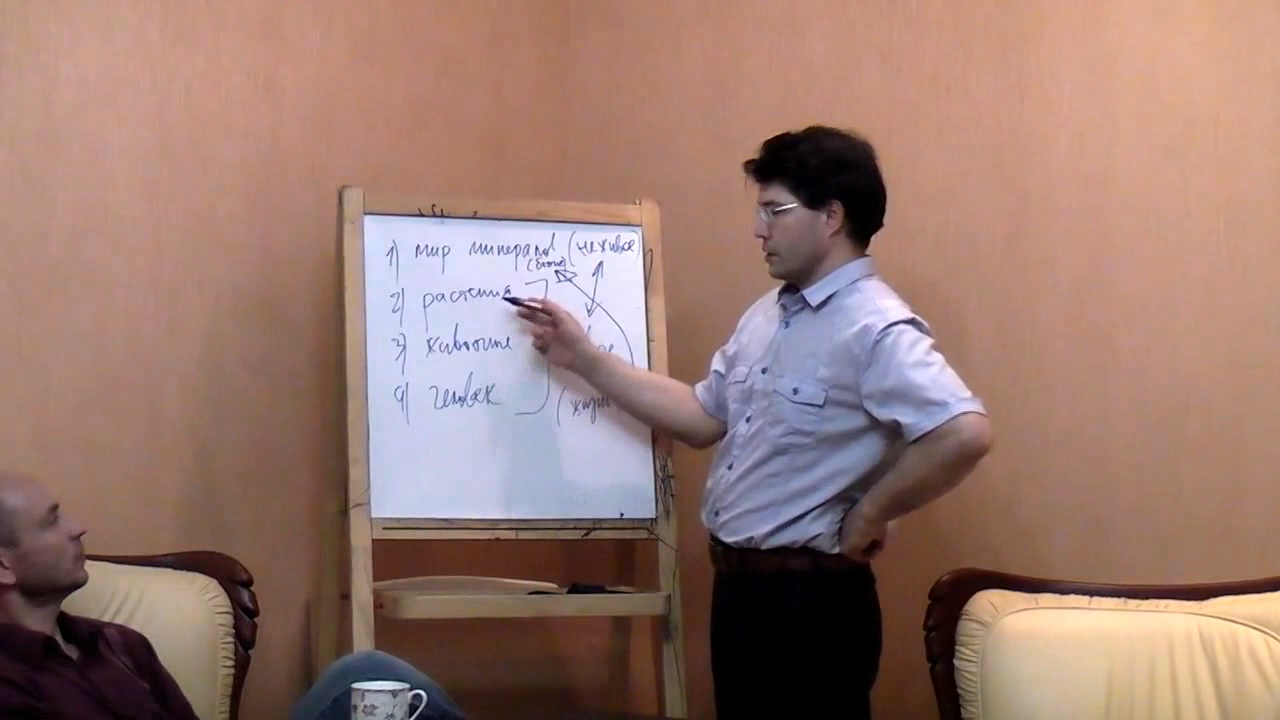 1) мир минералов (неживое)
2) растения
3) животные
4) человек